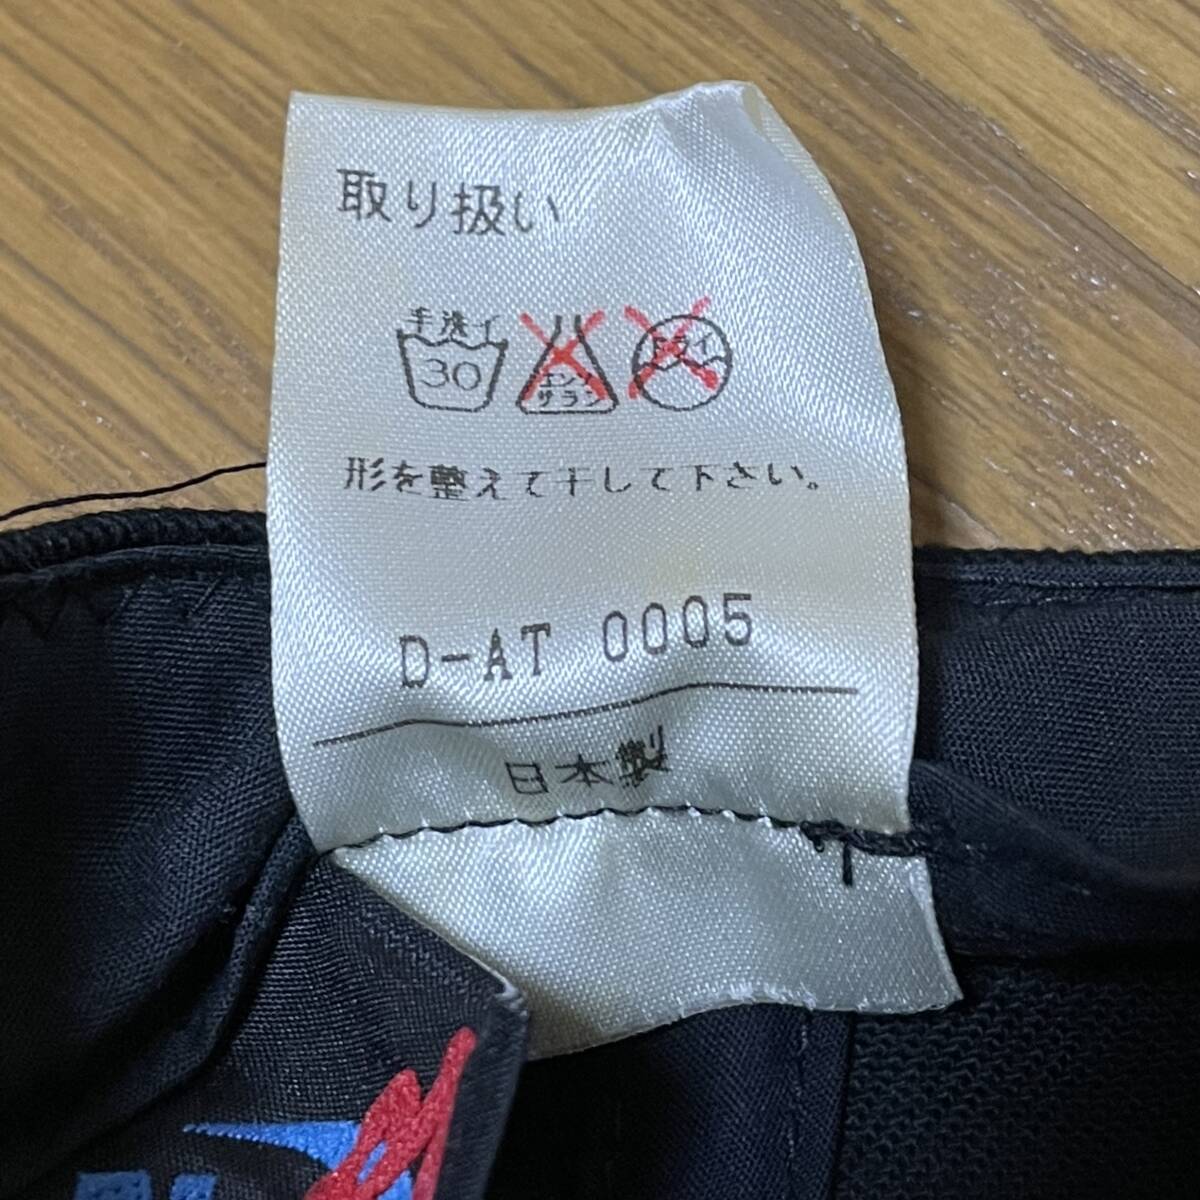 取り扱い
手洗イ
30
エンソ
サラシ
ドライ
形を整えて干して下さい。
D-AT 0005
日本製